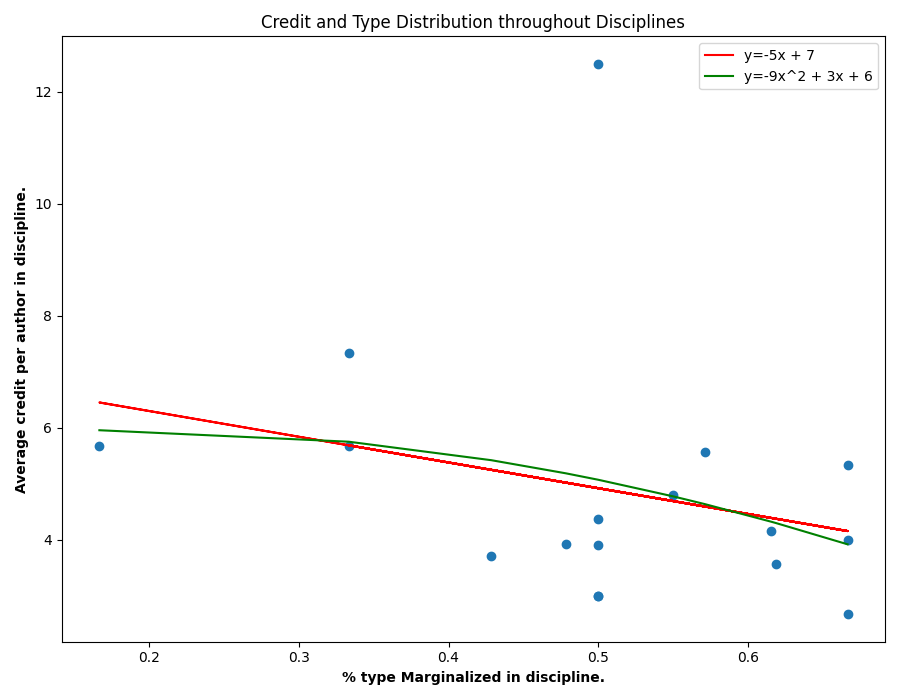 Credit and Type Distribution throughout Disciplines
y=-5x + 7
y=-9x^2 + 3x + 6
Average credit per author in discipline.
12
10
8
6
4
0.2 0.3 0.4 0.5 0.6
% type Marginalized in discipline.